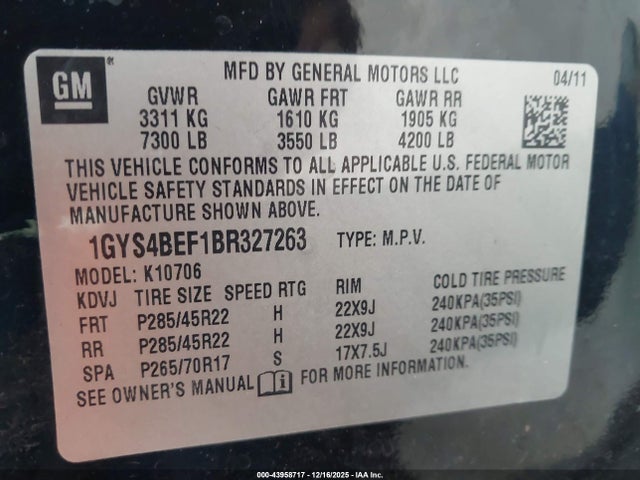 GM
MFD BY GENERAL MOTORS LLC 04/11
GVWR GAWR FRT GAWR RR
3311 KG 1610 KG 1905 KG
7300 LB 3550 LB 4200 LB
THIS VEHICLE CONFORMS TO ALL APPLICABLE U.S. FEDERAL MOTOR
VEHICLE SAFETY STANDARDS IN EFFECT ON THE DATE OF
MANUFACTURE SHOWN ABOVE.
1GYS4BEF1BR327263 TYPE: M.P.V.
MODEL: K10706
KDVJ TIRE SIZE SPEED RTG RIM COLD TIRE PRESSURE
FRT P285/45R22 H 22X9J 240KPA(35PSI)
RR P285/45R22 H 22X9J 240KPA(35PSI)
SPA P265/70R17 S 17X7.5J 240KPA(35PSI)
SEE OWNER'S MANUAL i FOR MORE INFORMATION.
000-43958717 - 12/16/2025 - IAA Inc.